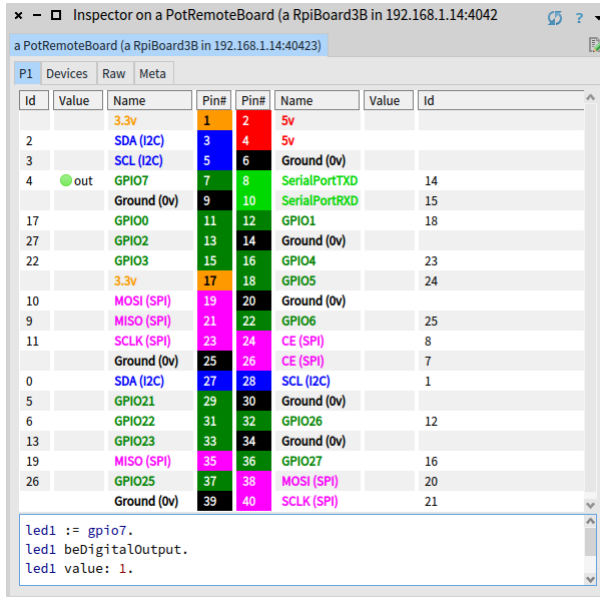 Inspector on a PotRemoteBoard (a RpiBoard3B in 192.168.1.14:4042
a PotRemoteBoard (a RpiBoard3B in 192.168.1.14:40423)
P1 Devices Raw Meta
Id Value Name Pin# Pin# Name Value Id
3.3v 1 2 5v
2 SDA (I2C) 3 4 5v
3 SCL (I2C) 5 6 Ground (0v)
4 out GPIO7 7 8 SerialPortTXD 14
Ground (0v) 9 10 SerialPortRXD 15
17 GPIO0 11 12 GPIO1 18
27 GPIO2 13 14 Ground (0v)
22 GPIO3 15 16 GPIO4 23
3.3v 17 18 GPIO5 24
10 MOSI (SPI) 19 20 Ground (0v)
9 MISO (SPI) 21 22 GPIO6 25
11 SCLK (SPI) 23 24 CE (SPI) 8
Ground (0v) 25 26 CE (SPI) 7
0 SDA (I2C) 27 28 SCL (I2C) 1
5 GPIO21 29 30 Ground (0v)
6 GPIO22 31 32 GPIO26 12
13 GPIO23 33 34 Ground (0v)
19 MISO (SPI) 35 36 GPIO27 16
26 GPIO25 37 38 MOSI (SPI) 20
Ground (0v) 39 40 SCLK (SPI) 21
led1 := gpio7.
led1 beDigitalOutput.
led1 value: 1.